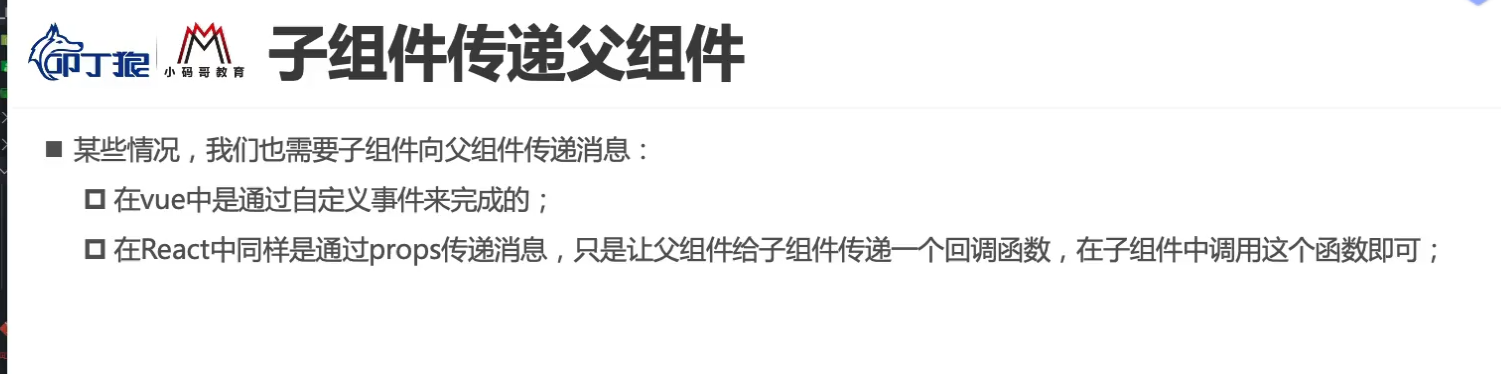 叩丁狼
小码哥教育
子组件传递父组件
■ 某些情况，我们也需要子组件向父组件传递消息：
在vue中是通过自定义事件来完成的；
在React中同样是通过props传递消息，只是让父组件给子组件传递一个回调函数，在子组件中调用这个函数即可；